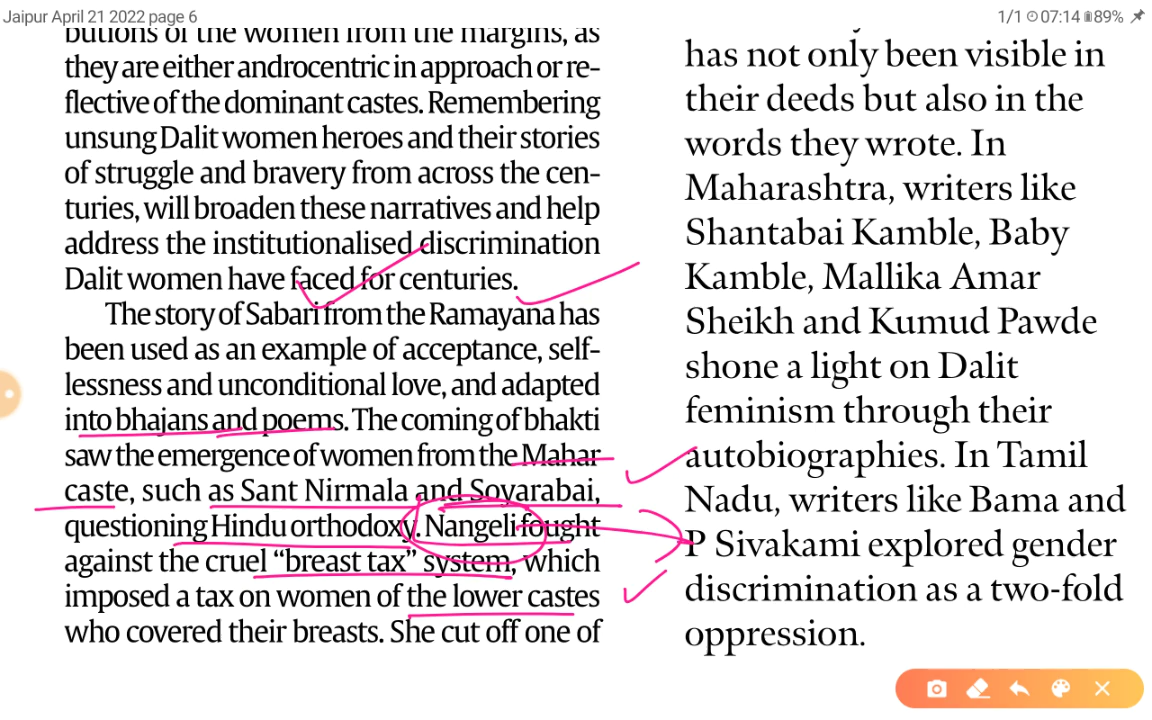 Jaipur April 21 2022 page 6
1/1 07:14 89%
butions of the women from the margins, as
they are either androcentric in approach or re-
flective of the dominant castes. Remembering
unsung Dalit women heroes and their stories
of struggle and bravery from across the cen-
turies, will broaden these narratives and help
address the institutionalised discrimination
Dalit women have faced for centuries.
The story of Sabari from the Ramayana has
been used as an example of acceptance, self-
lessness and unconditional love, and adapted
into bhajans and poems. The coming of bhakti
saw the emergence of women from the Mahar
caste, such as Sant Nirmala and Soyarabai,
questioning Hindu orthodoxy. Nangeli fought
against the cruel “breast tax” system, which
imposed a tax on women of the lower castes
who covered their breasts. She cut off one of
has not only been visible in
their deeds but also in the
words they wrote. In
Maharashtra, writers like
Shantabai Kamble, Baby
Kamble, Mallika Amar
Sheikh and Kumud Pawde
shone a light on Dalit
feminism through their
autobiographies. In Tamil
Nadu, writers like Bama and
P Sivakami explored gender
discrimination as a two-fold
oppression.